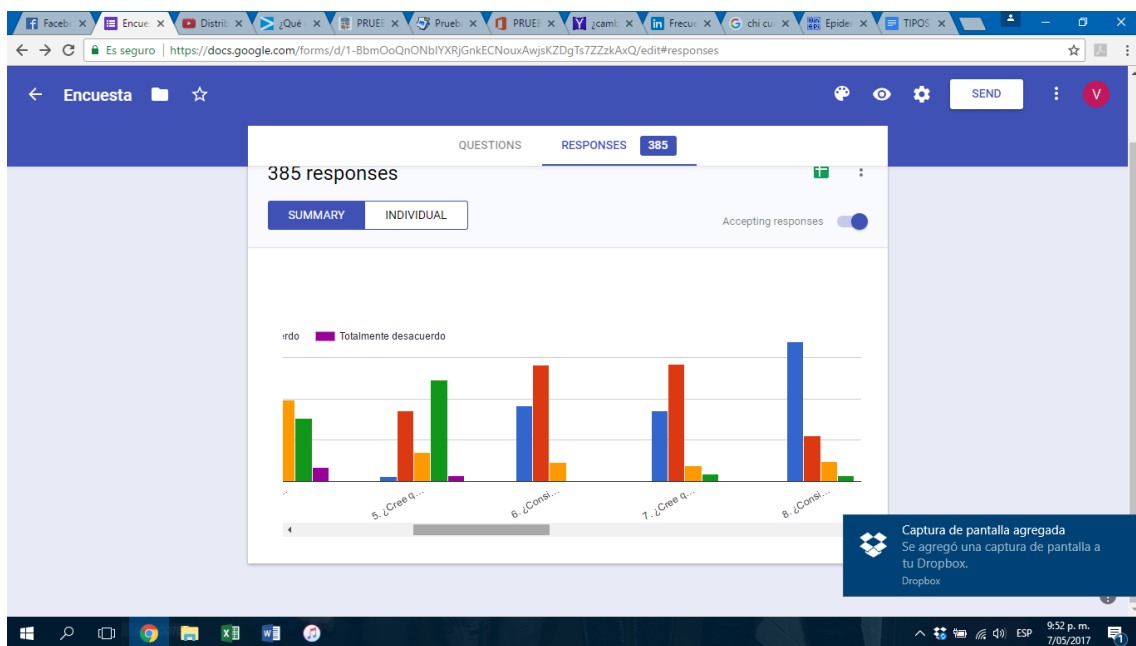 Facebo
Encue
Distrib
¿Qué
PRUEE
Prueb
PRUEE
¿camb
Frecue
chi cu
Epider
TIPOS
Es seguro | https://docs.google.com/forms/d/1-BbmOoQnONbIYXRjGnkECNouxAwjsKZDgTs7ZZzkAxQ/edit#responses
Encuesta
SEND
V
QUESTIONS
RESPONSES 385
385 responses
SUMMARY
INDIVIDUAL
Accepting responses
erdo
Totalmente desacuerdo
...
5. ¿Cree q...
6. ¿Consi...
7. ¿Cree q...
8. ¿Consi...
Captura de pantalla agregada
Se agregó una captura de pantalla a
tu Dropbox.
Dropbox
ESP
9:52 p. m.
7/05/2017